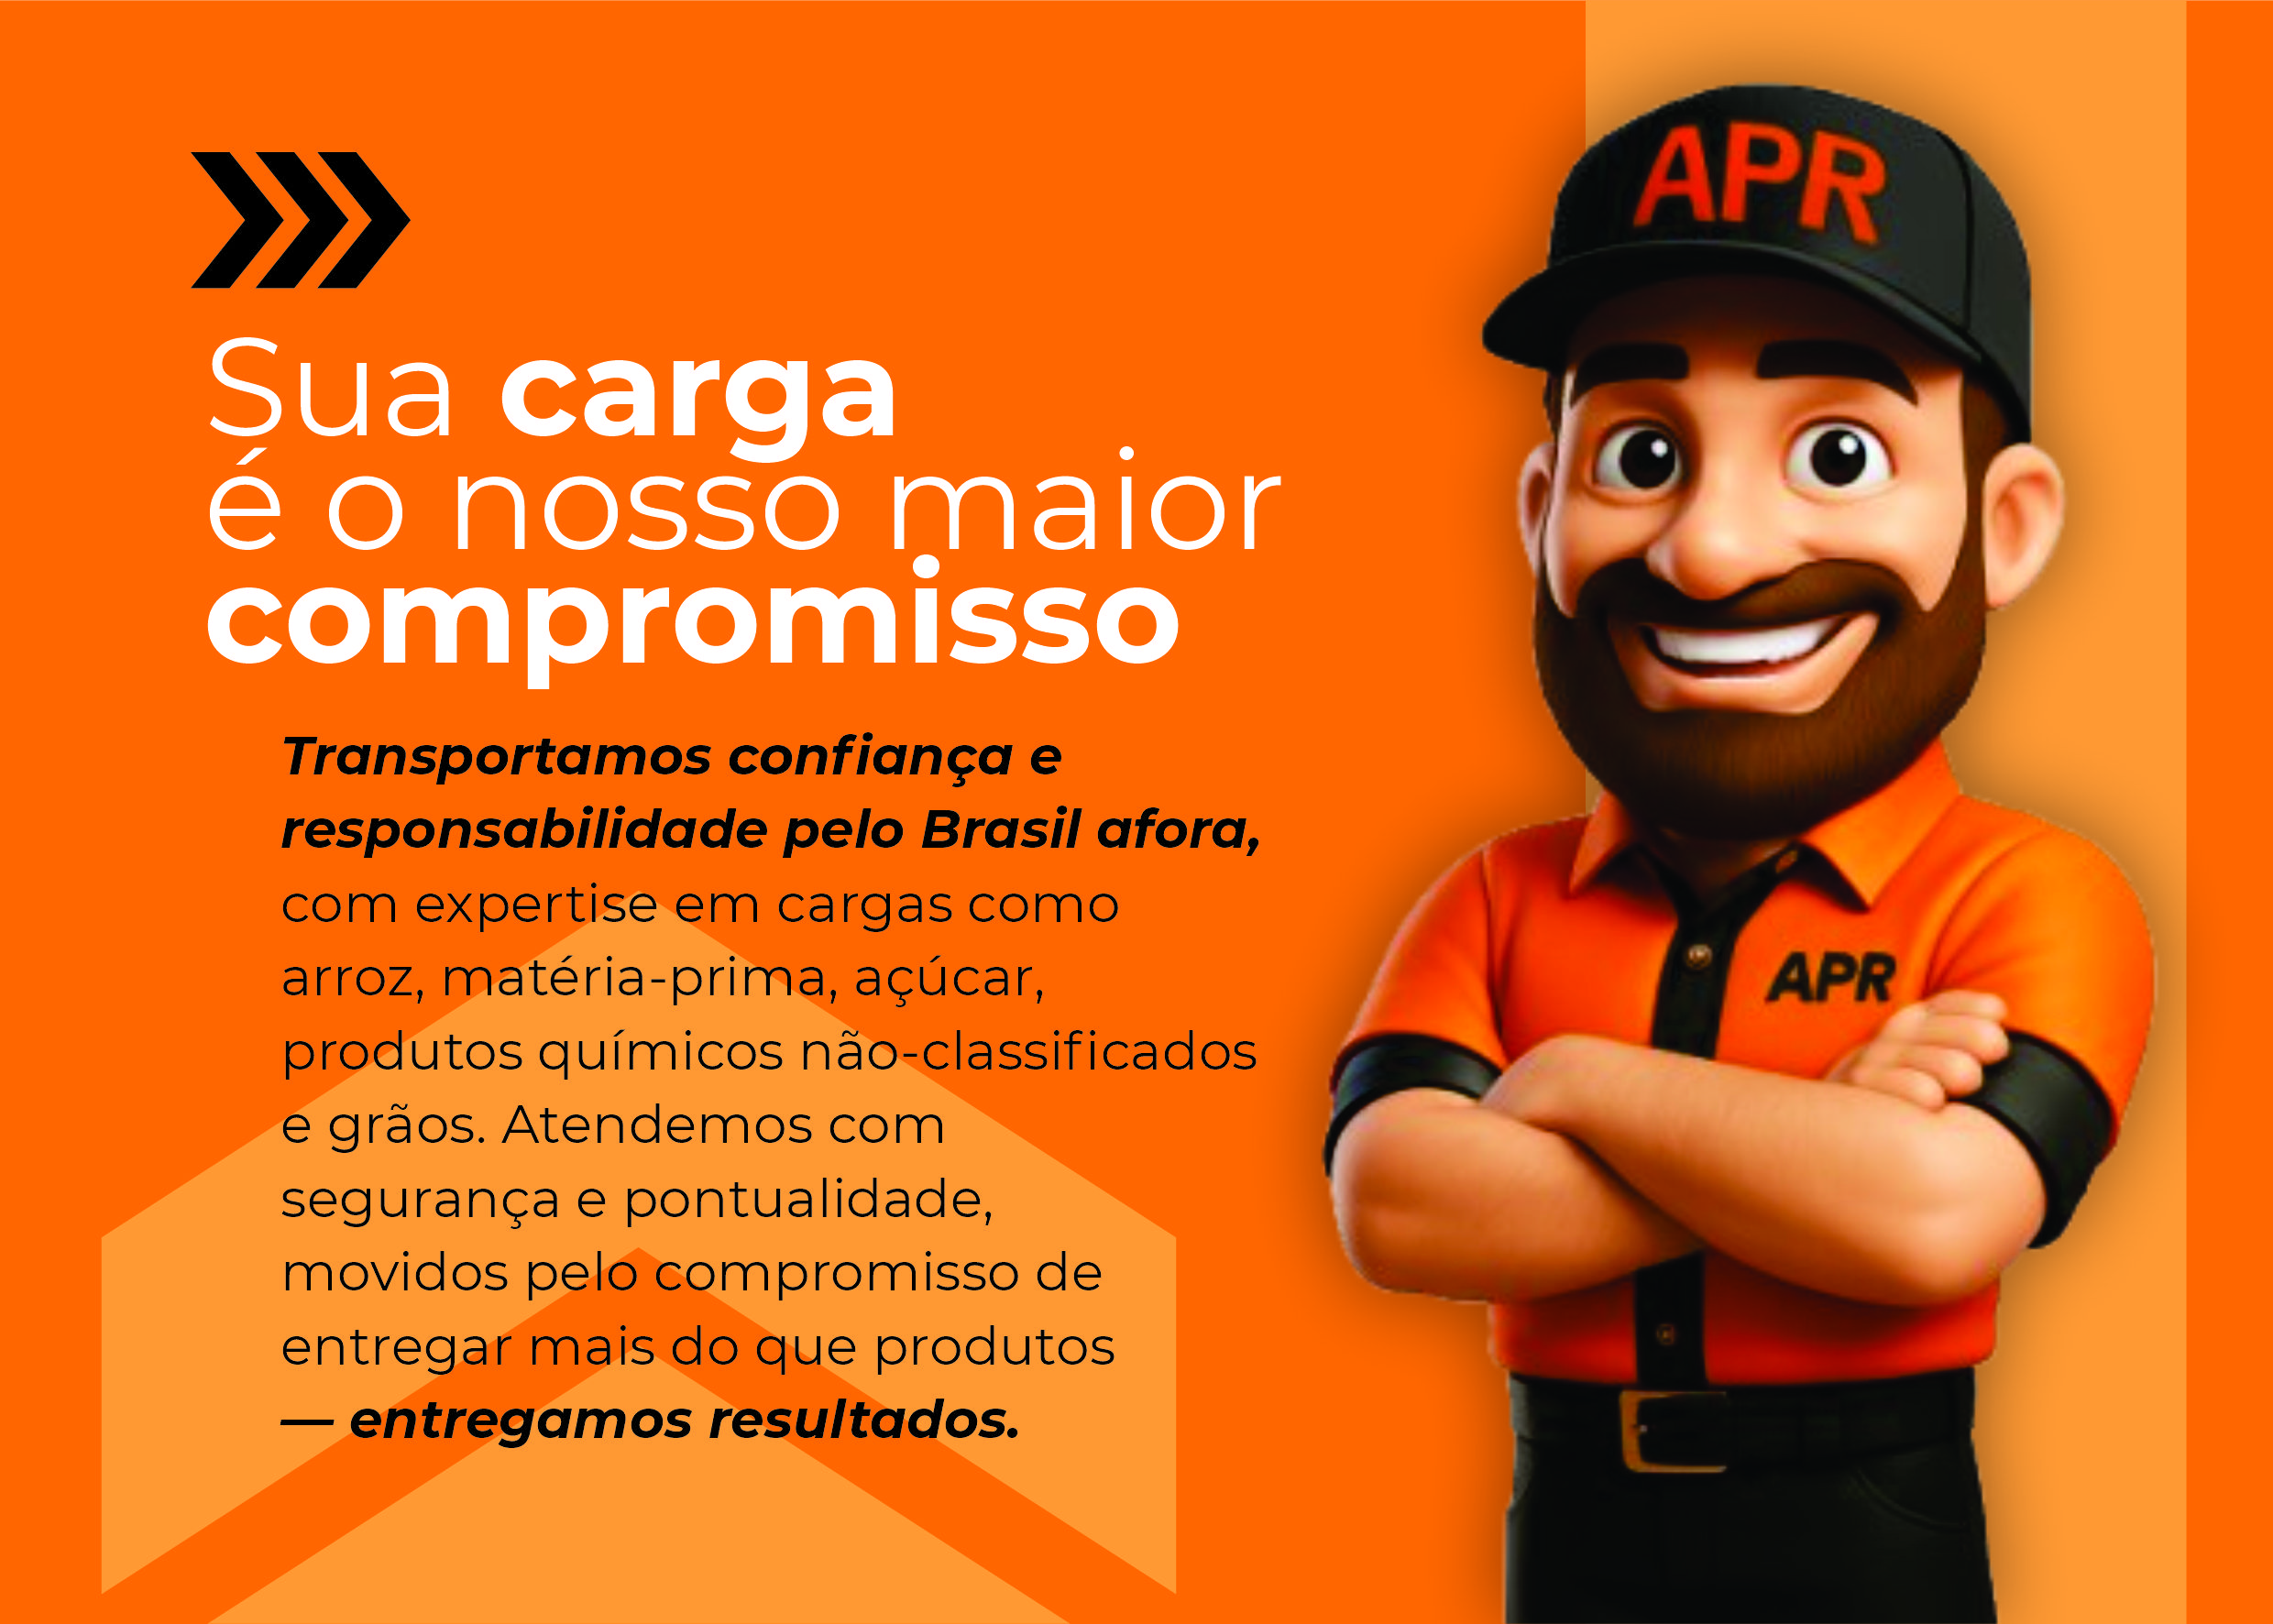 APR
Sua carga
é o nosso maior
compromisso
Transportamos confiança e
responsabilidade pelo Brasil afora,
com expertise em cargas como
arroz, matéria-prima, açúcar,
produtos químicos não-classificados
e grãos. Atendemos com
segurança e pontualidade,
movidos pelo compromisso de
entregar mais do que produtos
— entregamos resultados.
APR